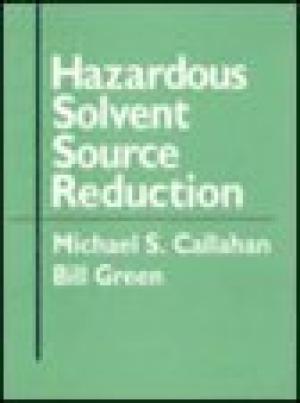 Hazardous
Solvent
Source
Reduction
Michael S. Callahan
Bill Green